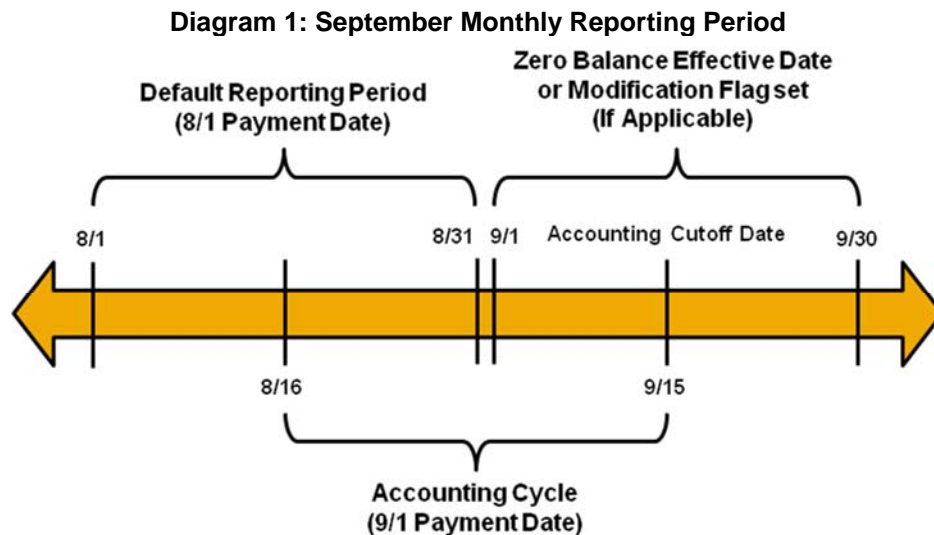 Diagram 1: September Monthly Reporting Period
Default Reporting Period
(8/1 Payment Date)
Zero Balance Effective Date
or Modification Flag set
(If Applicable)
8/1
8/31
9/1
Accounting Cutoff Date
9/30
8/16
9/15
Accounting Cycle
(9/1 Payment Date)